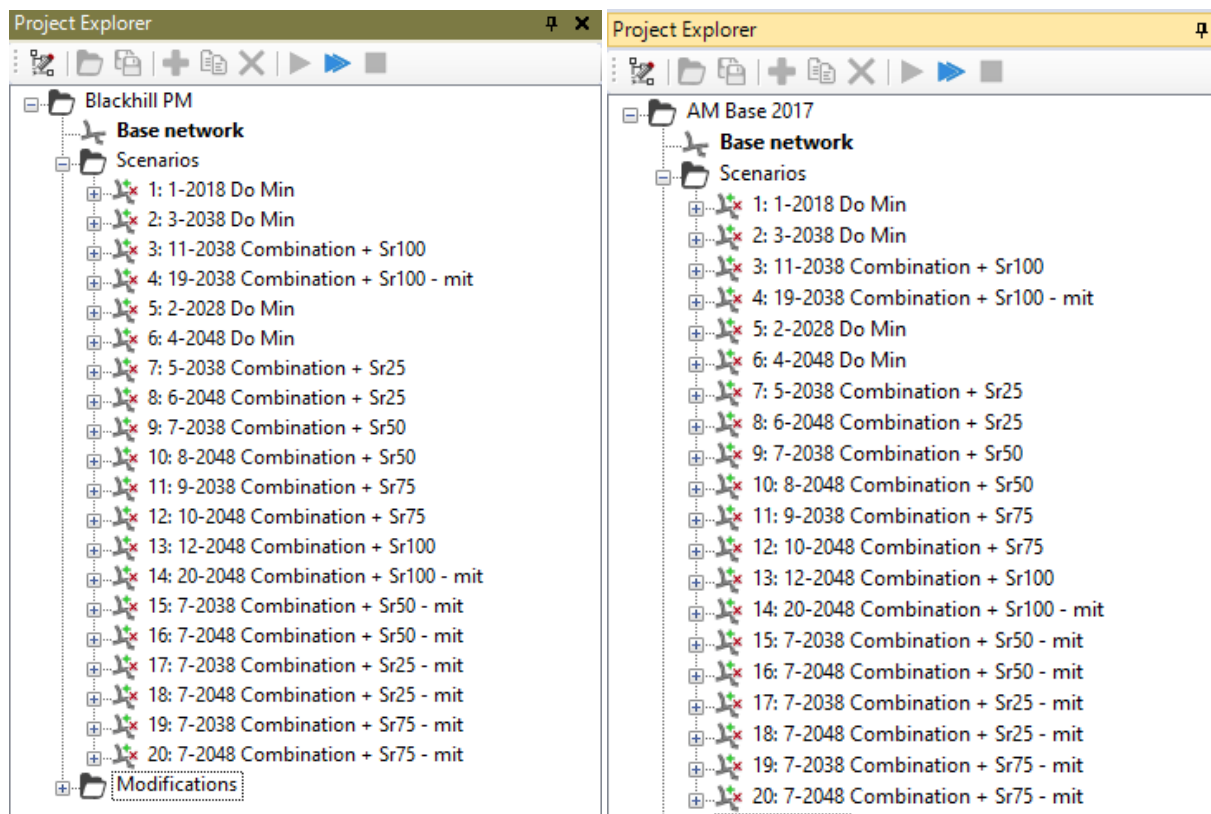 Project Explorer
Blackhill PM
Base network
Scenarios
1: 1-2018 Do Min
2: 3-2038 Do Min
3: 11-2038 Combination + Sr100
4: 19-2038 Combination + Sr100 - mit
5: 2-2028 Do Min
6: 4-2048 Do Min
7: 5-2038 Combination + Sr25
8: 6-2048 Combination + Sr25
9: 7-2038 Combination + Sr50
10: 8-2048 Combination + Sr50
11: 9-2038 Combination + Sr75
12: 10-2048 Combination + Sr75
13: 12-2048 Combination + Sr100
14: 20-2048 Combination + Sr100 - mit
15: 7-2038 Combination + Sr50 - mit
16: 7-2048 Combination + Sr50 - mit
17: 7-2038 Combination + Sr25 - mit
18: 7-2048 Combination + Sr25 - mit
19: 7-2038 Combination + Sr75 - mit
20: 7-2048 Combination + Sr75 - mit
Modifications
Project Explorer
AM Base 2017
Base network
Scenarios
1: 1-2018 Do Min
2: 3-2038 Do Min
3: 11-2038 Combination + Sr100
4: 19-2038 Combination + Sr100 - mit
5: 2-2028 Do Min
6: 4-2048 Do Min
7: 5-2038 Combination + Sr25
8: 6-2048 Combination + Sr25
9: 7-2038 Combination + Sr50
10: 8-2048 Combination + Sr50
11: 9-2038 Combination + Sr75
12: 10-2048 Combination + Sr75
13: 12-2048 Combination + Sr100
14: 20-2048 Combination + Sr100 - mit
15: 7-2038 Combination + Sr50 - mit
16: 7-2048 Combination + Sr50 - mit
17: 7-2038 Combination + Sr25 - mit
18: 7-2048 Combination + Sr25 - mit
19: 7-2038 Combination + Sr75 - mit
20: 7-2048 Combination + Sr75 - mit